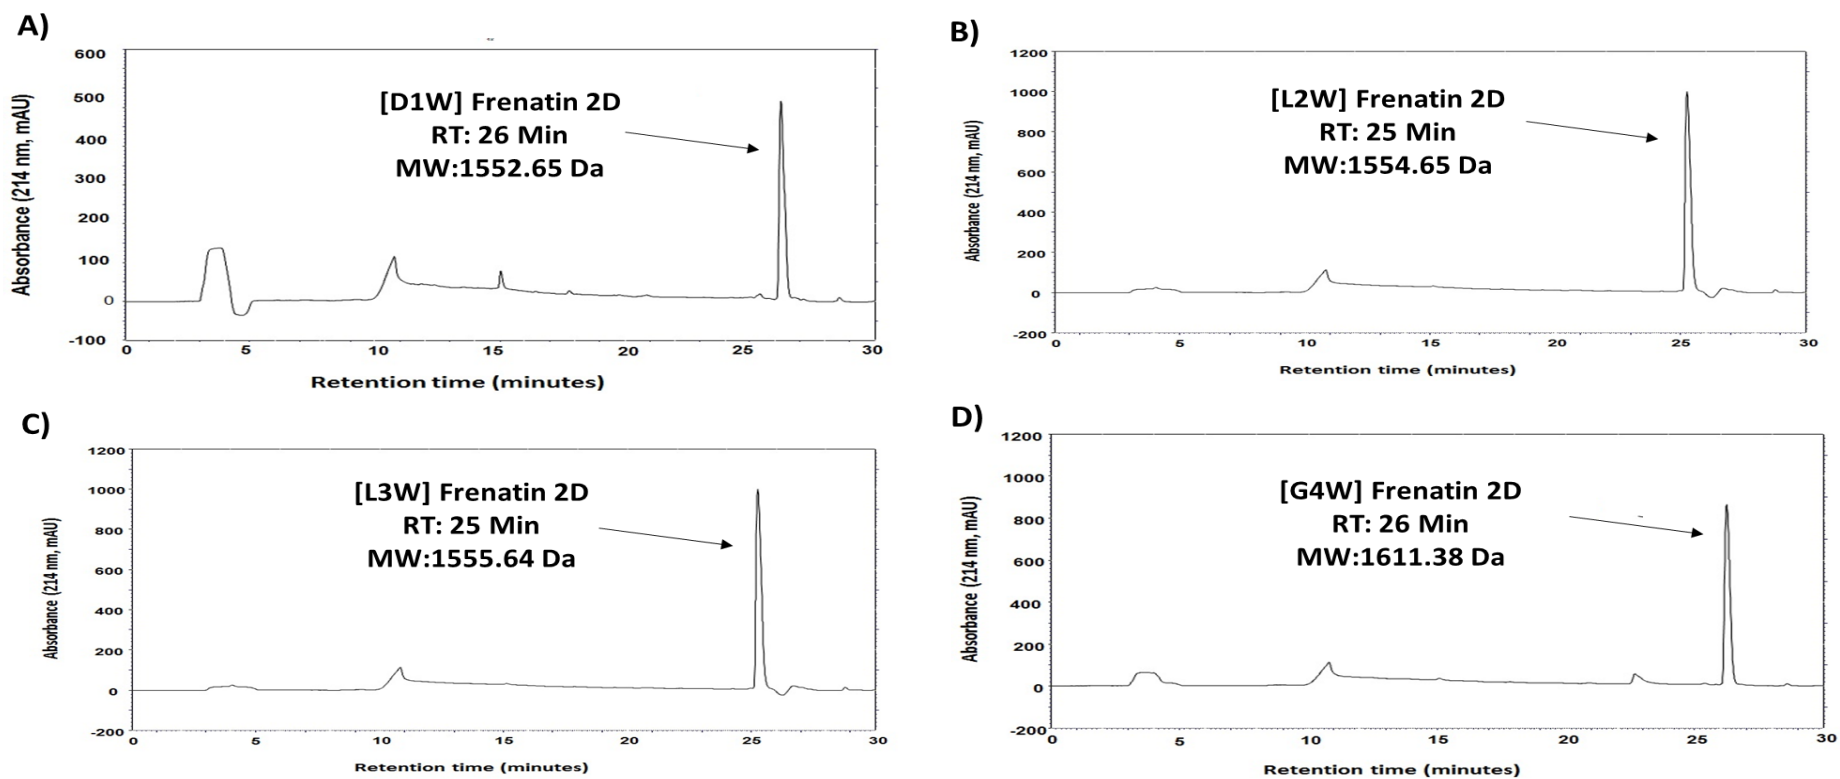 A)
600
500
400
300
200
100
0
-100
Absorbance (214 nm, mAU)
[D1W] Frenatin 2D
RT: 26 Min
MW:1552.65 Da
0 5 10 15 20 25 30
Retention time (minutes)
B)
1200
1000
800
600
400
200
0
-200
Absorbance (214 nm, mAU)
[L2W] Frenatin 2D
RT: 25 Min
MW:1554.65 Da
0 5 10 15 20 25 30
Retention time (minutes)
C)
1200
1000
800
600
400
200
0
-200
Absorbance (214 nm, mAU)
[L3W] Frenatin 2D
RT: 25 Min
MW:1555.64 Da
0 5 10 15 20 25 30
Retention time (minutes)
D)
1200
1000
800
600
400
200
0
-200
Absorbance (214 nm, mAU)
[G4W] Frenatin 2D
RT: 26 Min
MW:1611.38 Da
0 5 10 15 20 25 30
Retention time (minutes)